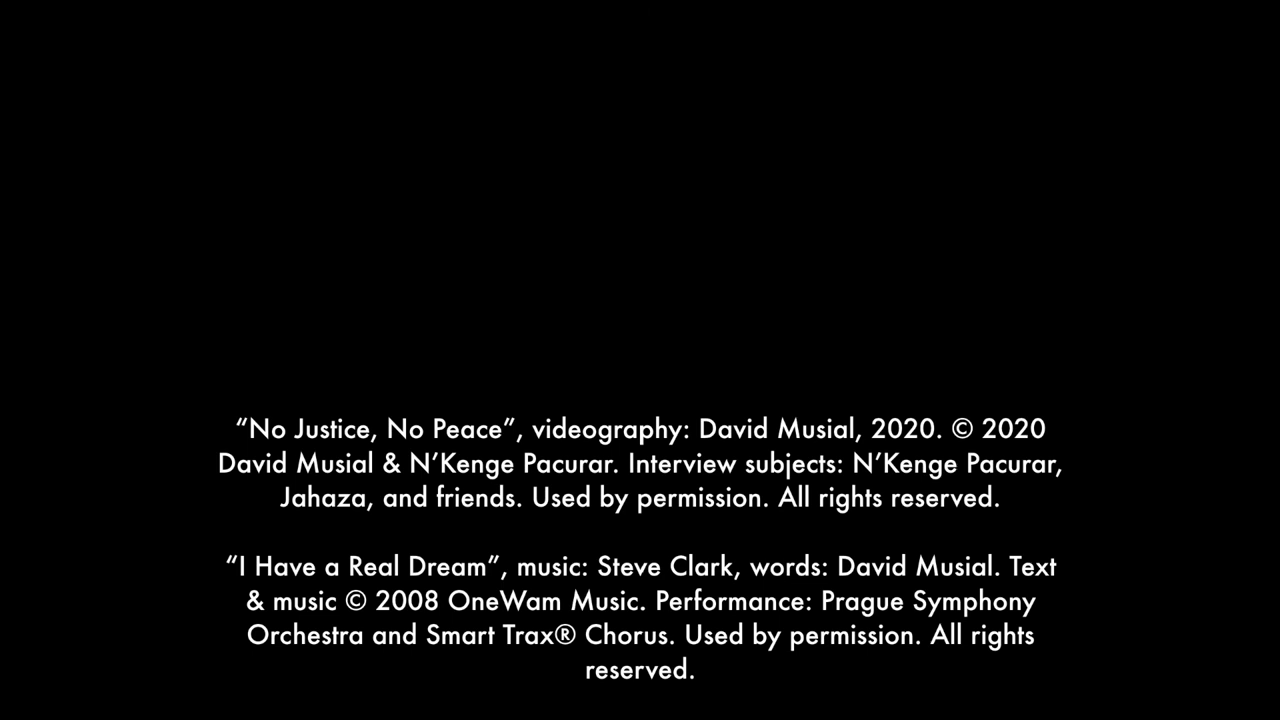 “No Justice, No Peace”, videography: David Musial, 2020. © 2020
David Musial & N’Kenge Pacurar. Interview subjects: N’Kenge Pacurar,
Jahaza, and friends. Used by permission. All rights reserved.
“I Have a Real Dream”, music: Steve Clark, words: David Musial. Text
& music © 2008 OneWam Music. Performance: Prague Symphony
Orchestra and Smart Trax® Chorus. Used by permission. All rights
reserved.